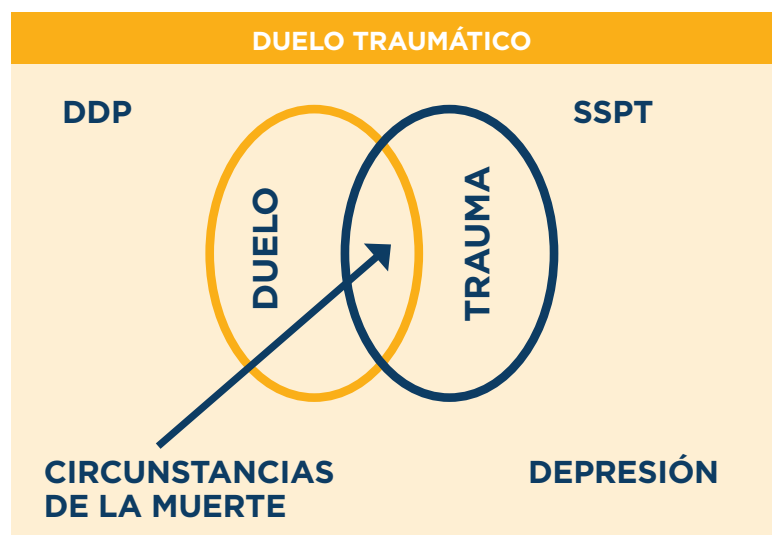 DUELO TRAUMÁTICO
DDP
SSPT
DUELO
TRAUMA
CIRCUNSTANCIAS
DE LA MUERTE
DEPRESIÓN